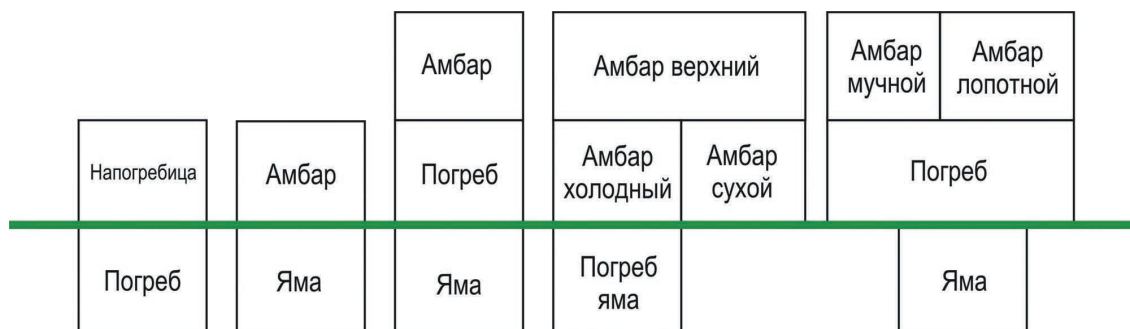 Амбар
Амбар верхний
Амбар
мучной
Амбар
лопотной
Напогребица
Амбар
Погреб
Амбар
холодный
Амбар
сухой
Погреб
Погреб
Яма
Яма
Погреб
яма
Яма